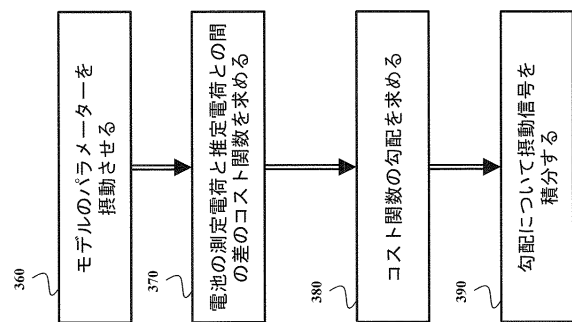 360
モデルのパラメーターを
摂動させる
370
電池の測定電荷と推定電荷との間
の差のコスト関数を求める
380
コスト関数の勾配を求める
390
勾配について摂動信号を
積分する